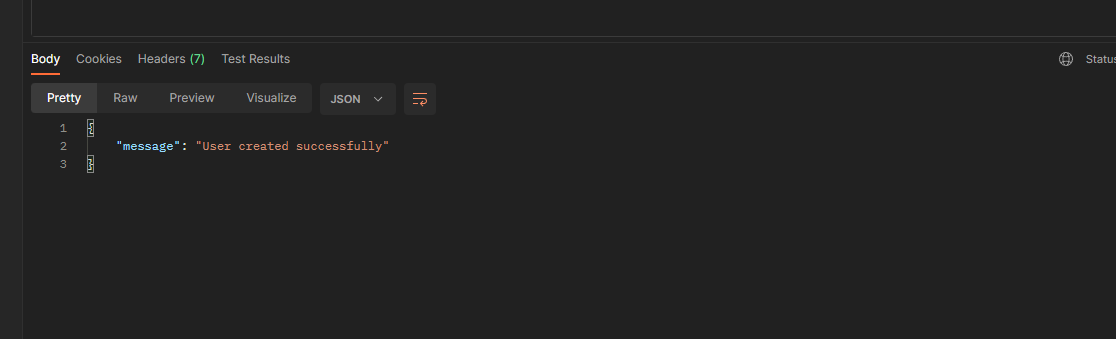 Body Cookies Headers (7) Test Results Status
Pretty Raw Preview Visualize JSON
1 {
2 "message": "User created successfully"
3 }